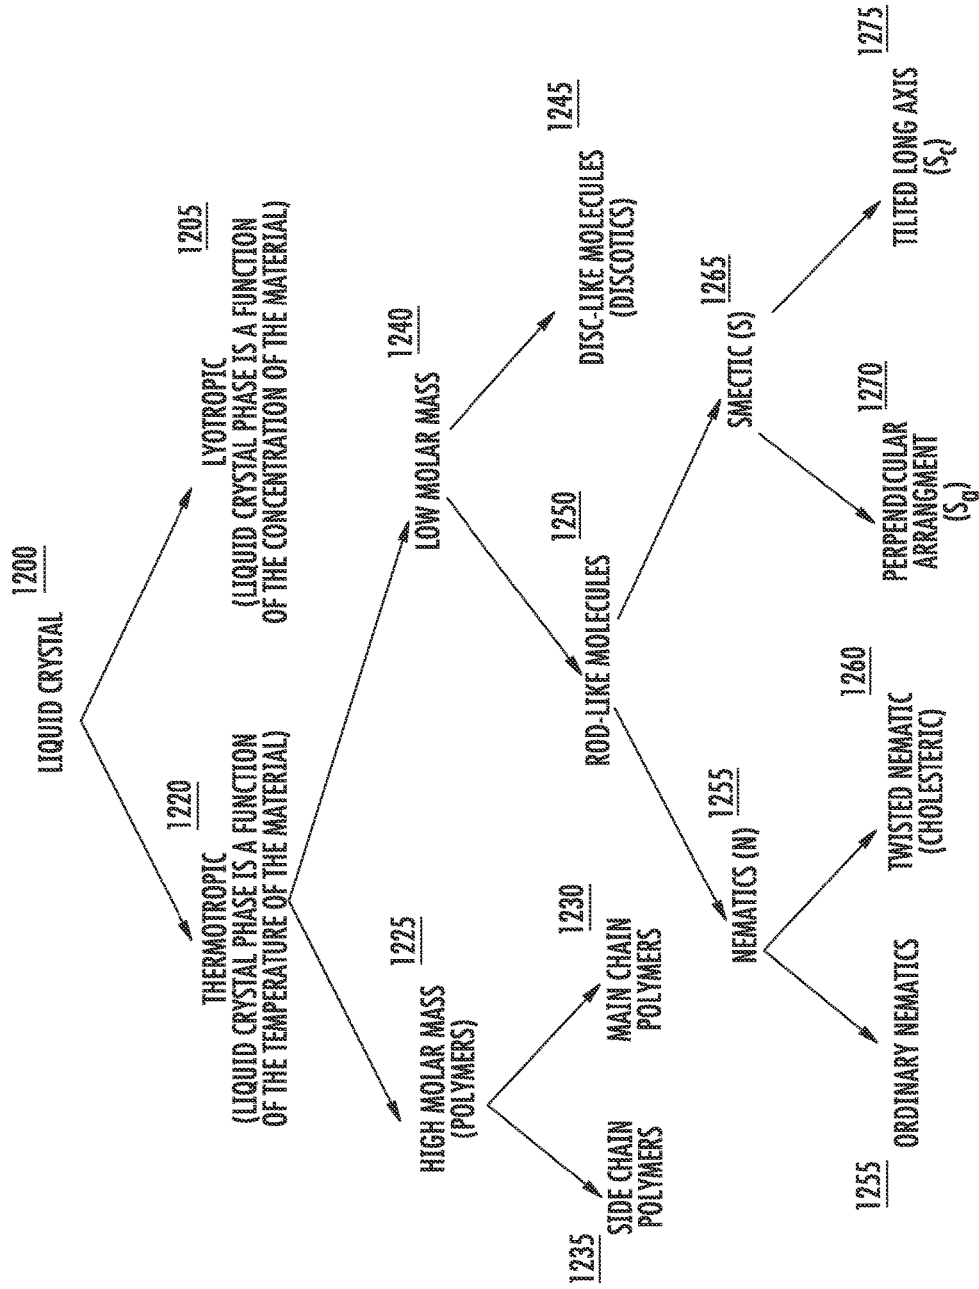 1200
LIQUID CRYSTAL
1220
THERMOTROPIC
(LIQUID CRYSTAL PHASE IS A FUNCTION
OF THE TEMPERATURE OF THE MATERIAL)
1205
LYOTROPIC
(LIQUID CRYSTAL PHASE IS A FUNCTION
OF THE CONCENTRATION OF THE MATERIAL)
1225
HIGH MOLAR MASS
(POLYMERS)
1240
LOW MOLAR MASS
1235
SIDE CHAIN
POLYMERS
1230
MAIN CHAIN
POLYMERS
1250
ROD-LIKE MOLECULES
1245
DISC-LIKE MOLECULES
(DISCOTICS)
1255
NEMATICS (N)
1265
SMECTIC (S)
1255
ORDINARY NEMATICS
1260
TWISTED NEMATIC
(CHOLESTERIC)
1270
PERPENDICULAR
ARRANGMENT
(Sa)
1275
TILTED LONG AXIS
(Sc)